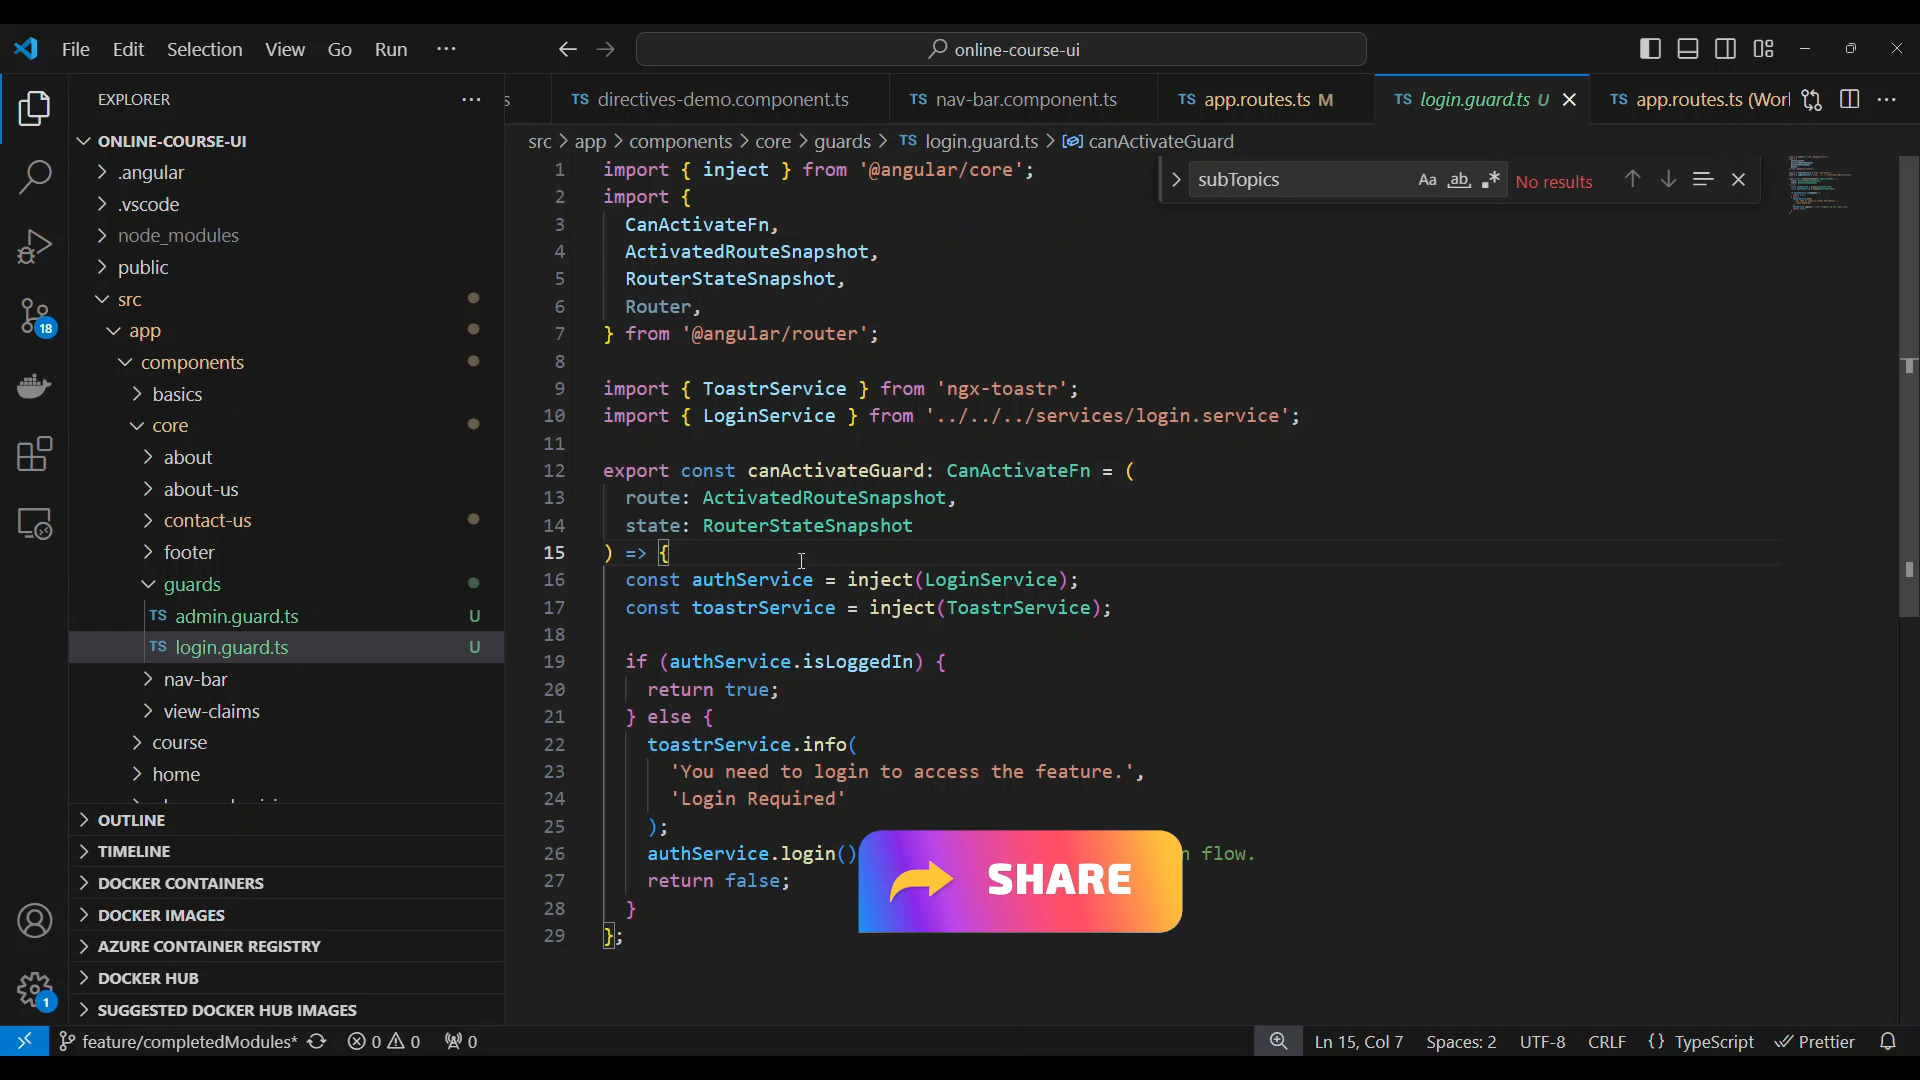 File Edit Selection View Go Run ···
online-course-ui
EXPLORER
s
TS directives-demo.component.ts
TS nav-bar.component.ts
TS app.routes.ts M
TS login.guard.ts U
TS app.routes.ts (Wor
src > app > components > core > guards > TS login.guard.ts > canActivateGuard
subTopics Aa ab No results
ONLINE-COURSE-UI
.angular
.vscode
node_modules
public
src
app
components
basics
core
about
about-us
contact-us
footer
guards
TS admin.guard.ts U
TS login.guard.ts U
nav-bar
view-claims
course
home
OUTLINE
TIMELINE
DOCKER CONTAINERS
DOCKER IMAGES
AZURE CONTAINER REGISTRY
DOCKER HUB
SUGGESTED DOCKER HUB IMAGES
18
1
1 import { inject } from '@angular/core';
2 import {
3 CanActivateFn,
4 ActivatedRouteSnapshot,
5 RouterStateSnapshot,
6 Router,
7 } from '@angular/router';
8
9 import { ToastrService } from 'ngx-toastr';
10 import { LoginService } from '../../../services/login.service';
11
12 export const canActivateGuard: CanActivateFn = (
13 route: ActivatedRouteSnapshot,
14 state: RouterStateSnapshot
15 ) => {
16 const authService = inject(LoginService);
17 const toastrService = inject(ToastrService);
18
19 if (authService.isLoggedIn) {
20 return true;
21 } else {
22 toastrService.info(
23 'You need to login to access the feature.',
24 'Login Required'
25 );
26 authService.login() n flow.
27 return false;
28 }
29 };
SHARE
feature/completedModules* 0 0 0
Ln 15, Col 7 Spaces: 2 UTF-8 CRLF {} TypeScript Prettier